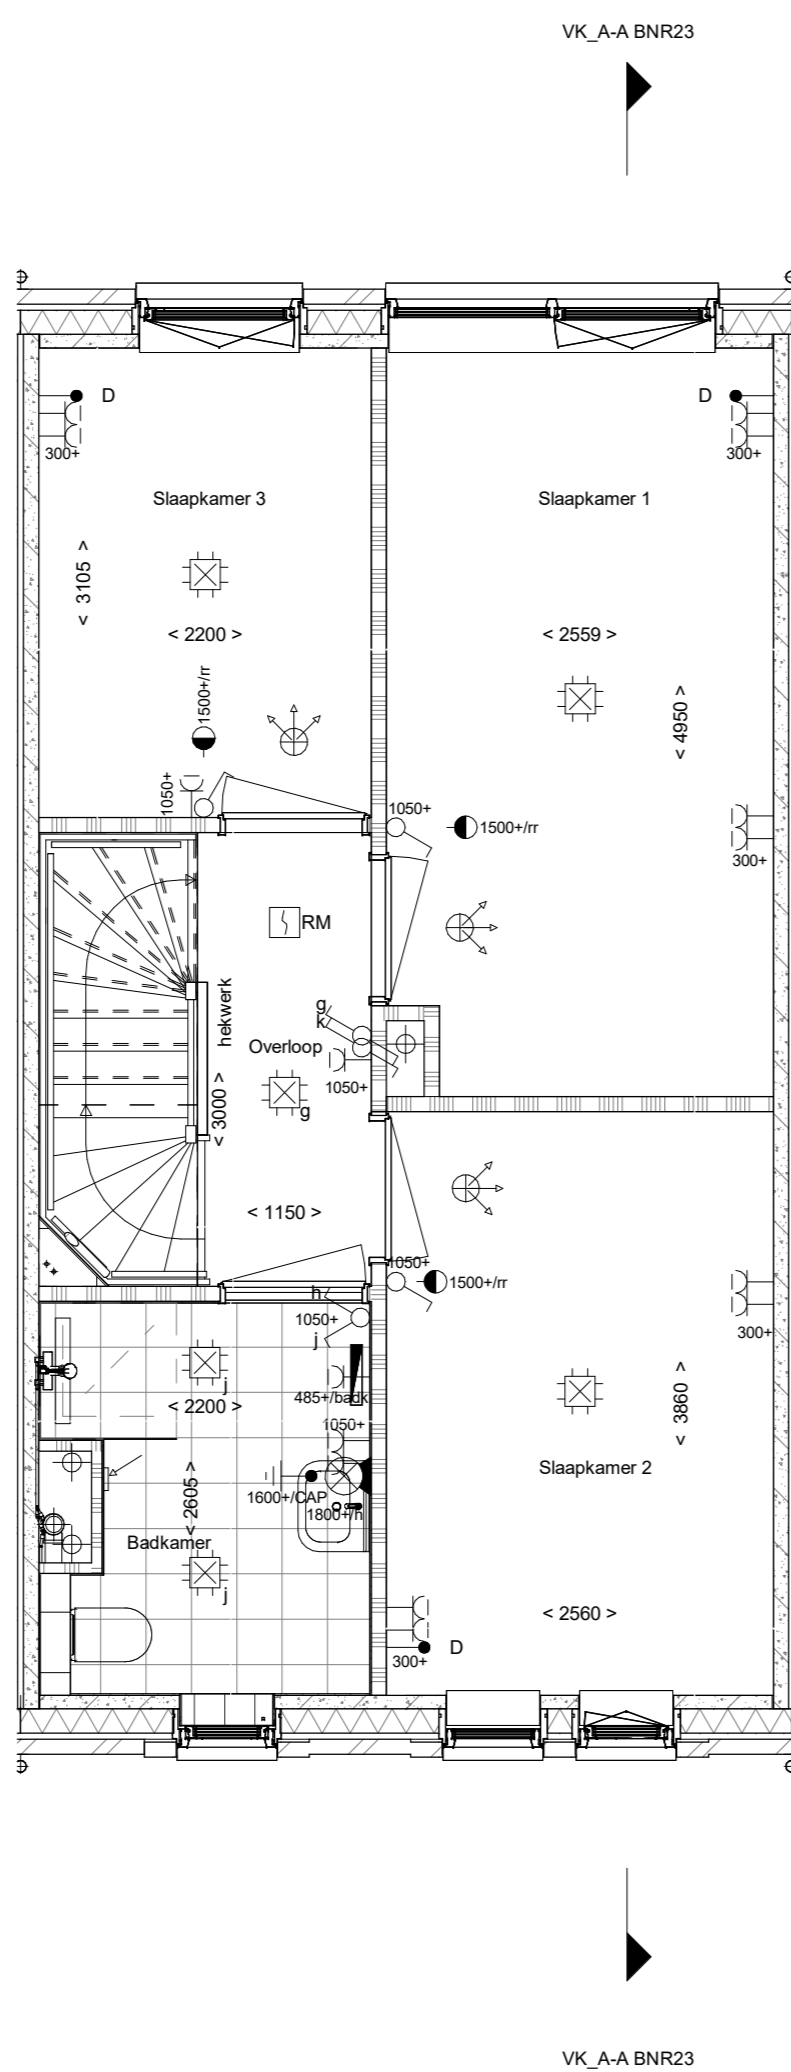 VK_A-A BNR23
D
D
300+
300+
Slaapkamer 3
Slaapkamer 1
< 3105 >
< 2200 >
< 2559 >
1500+/rr
< 4950 >
1050+
1050+
1500+/rr
300+
RM
hekwerk
g
k
Overloop
1050+
< 3000 >
g
< 1150 >
1050+
1500+/rr
h
1050+
j
300+
j
485+/badk
< 2200 >
< 3860 >
1050+
Slaapkamer 2
< 2605 >
1600+/CAP
1800+/h
Badkamer
j
< 2560 >
D
300+
VK_A-A BNR23